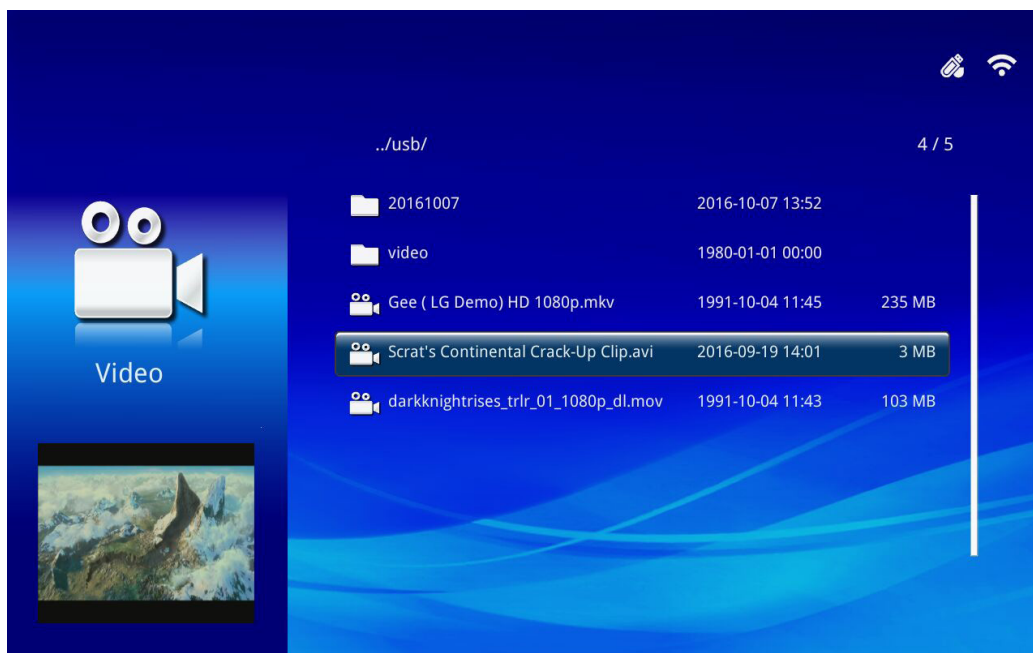 ../usb/ 4 / 5
20161007 2016-10-07 13:52
video 1980-01-01 00:00
Gee ( LG Demo) HD 1080p.mkv 1991-10-04 11:45 235 MB
Scrat's Continental Crack-Up Clip.avi 2016-09-19 14:01 3 MB
darkknightrises_trlr_01_1080p_dl.mov 1991-10-04 11:43 103 MB
Video